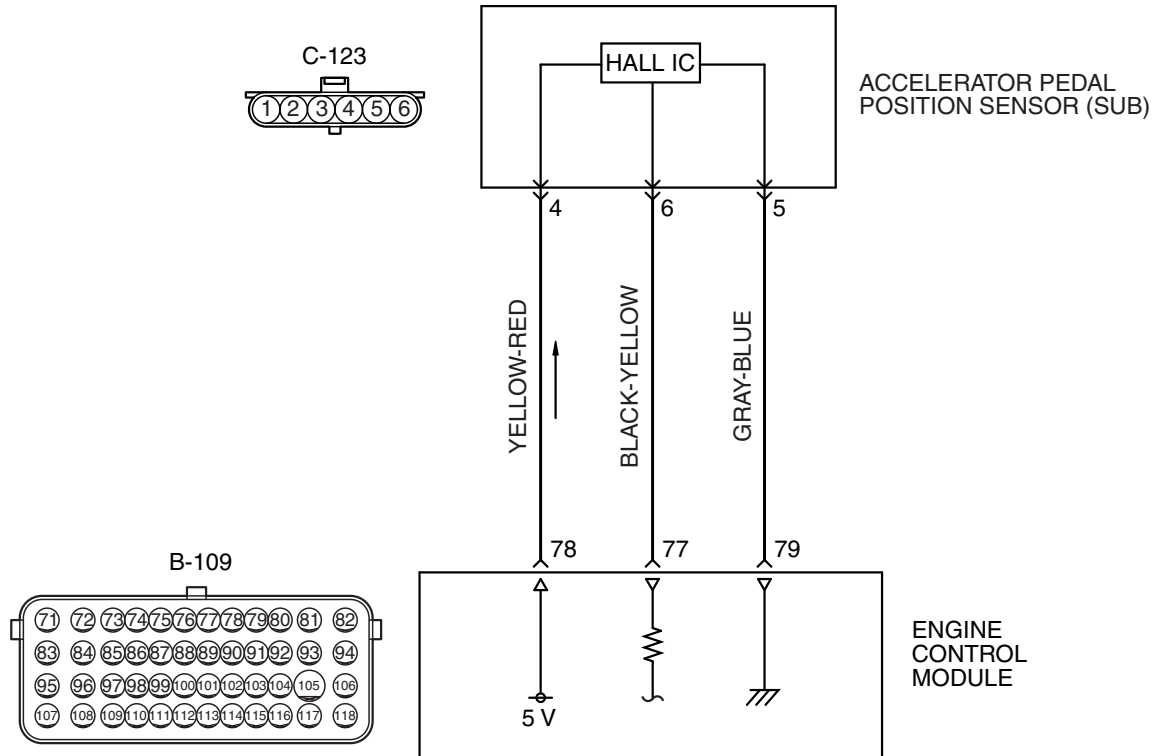 C-123
1 2 3 4 5 6
HALL IC
ACCELERATOR PEDAL
POSITION SENSOR (SUB)
4 6 5
YELLOW-RED
BLACK-YELLOW
GRAY-BLUE
78 77 79
B-109
71 72 73 74 75 76 77 78 79 80 81 82
83 84 85 86 87 88 89 90 91 92 93 94
95 96 97 98 99 100 101 102 103 104 105 106
107 108 109 110 111 112 113 114 115 116 117 118
5 V
ENGINE
CONTROL
MODULE